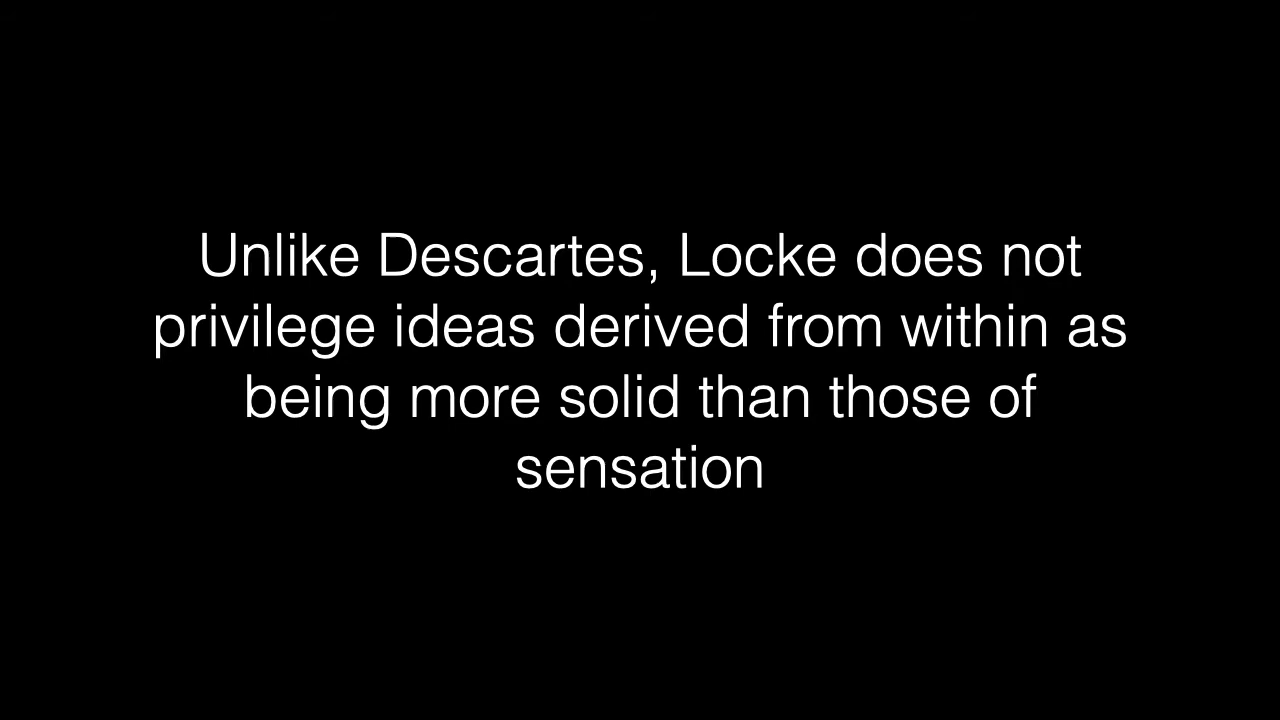 Unlike Descartes, Locke does not
privilege ideas derived from within as
being more solid than those of
sensation